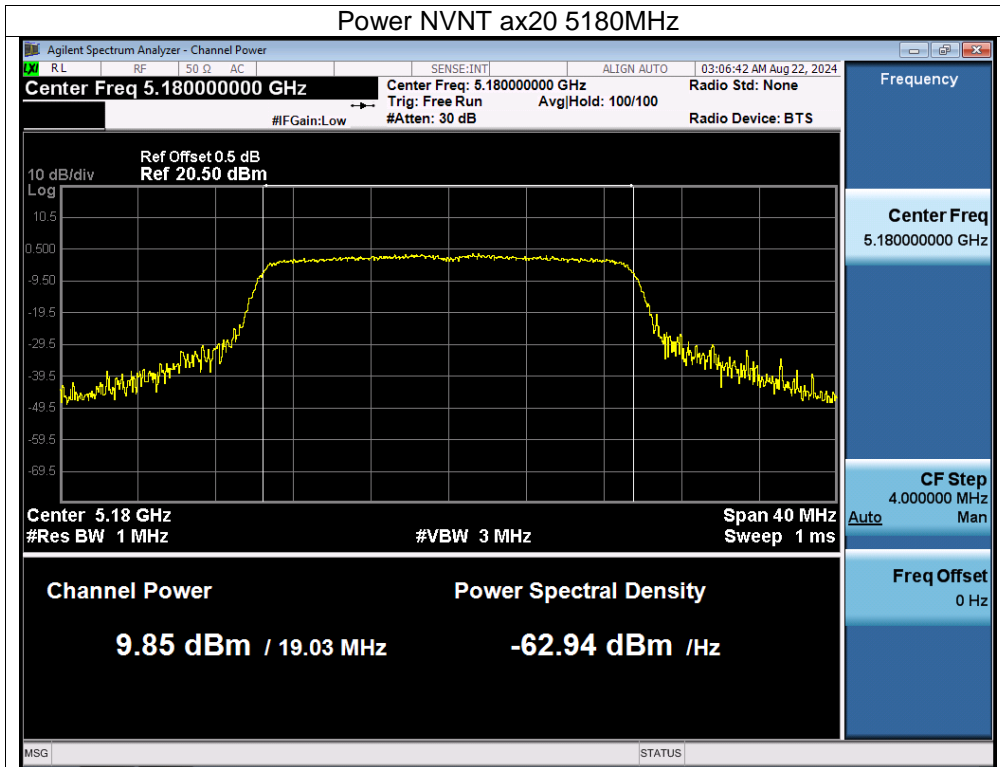 Power NVNT ax20 5180MHz
Agilent Spectrum Analyzer - Channel Power
LXI RL RF 50 Ω AC SENSE:INT ALIGN AUTO 03:06:42 AM Aug 22, 2024
Center Freq 5.180000000 GHz
Center Freq: 5.180000000 GHz Radio Std: None
Trig: Free Run Avg|Hold: 100/100
#IFGain:Low #Atten: 30 dB Radio Device: BTS
Ref Offset 0.5 dB
10 dB/div Ref 20.50 dBm
Log
10.5
0.500
-9.50
-19.5
-29.5
-39.5
-49.5
-59.5
-69.5
Center 5.18 GHz Span 40 MHz
#Res BW 1 MHz #VBW 3 MHz Sweep 1 ms
Channel Power Power Spectral Density
9.85 dBm / 19.03 MHz -62.94 dBm /Hz
Frequency
Center Freq
5.180000000 GHz
CF Step
4.000000 MHz
Auto Man
Freq Offset
0 Hz
MSG STATUS